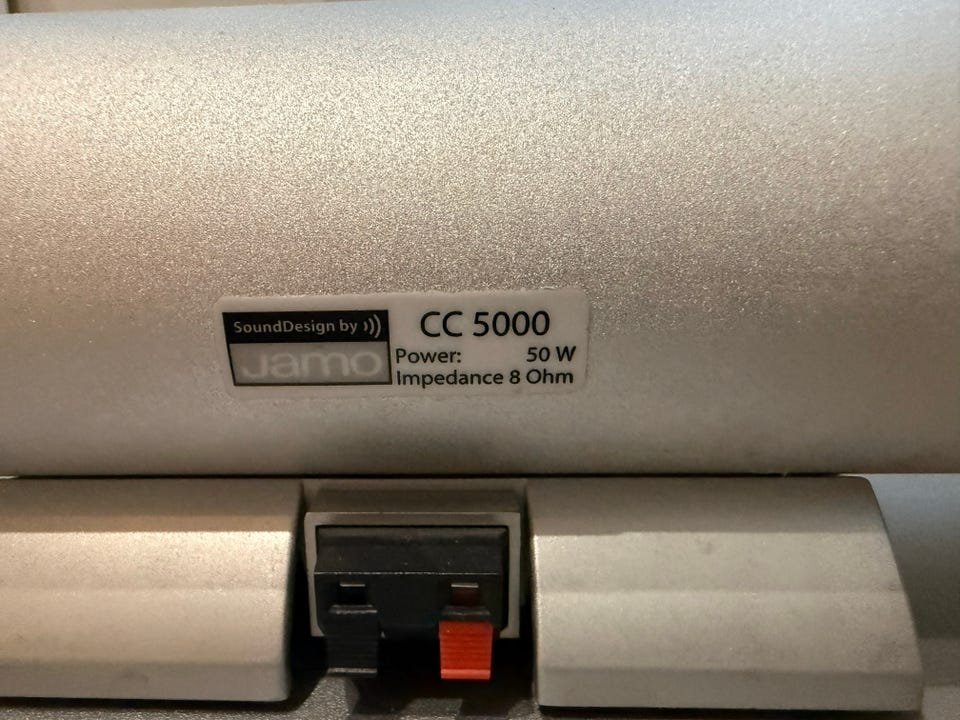 SoundDesign by
Jamo
CC 5000
Power: 50 W
Impedance 8 Ohm